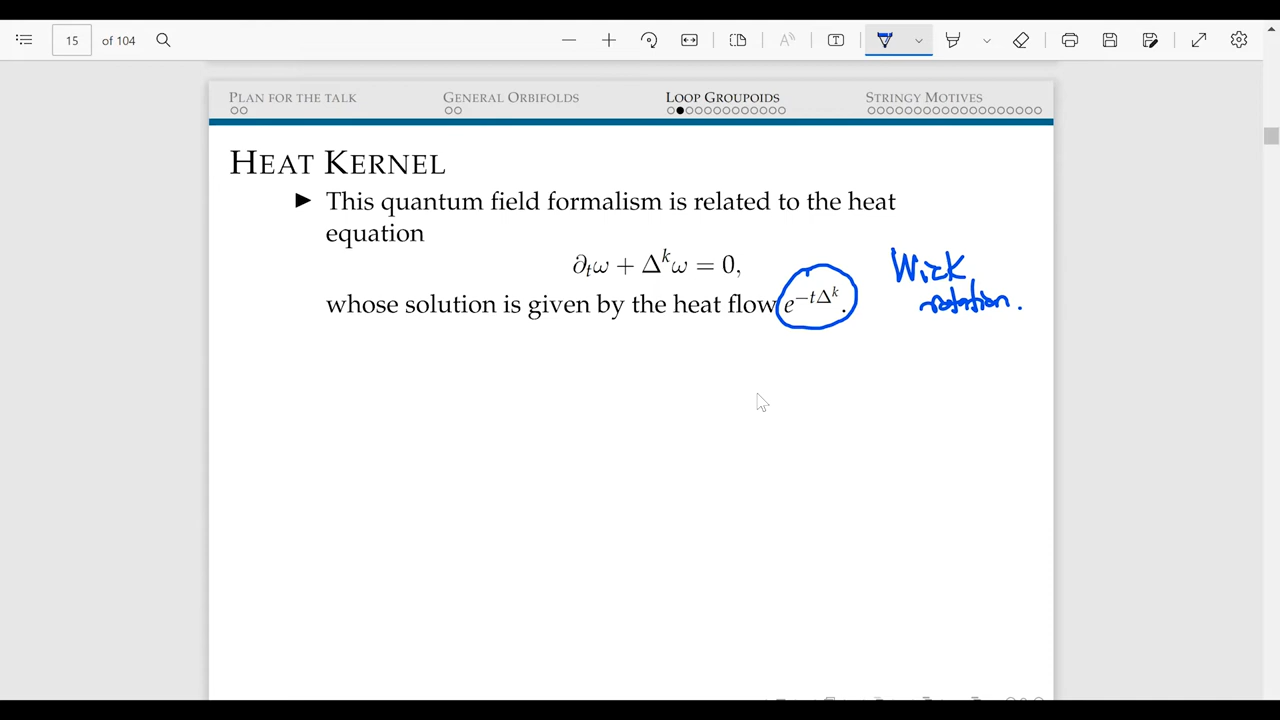 15 of 104
PLAN FOR THE TALK GENERAL ORBIFOLDS LOOP GROUPOIDS STRINGY MOTIVES
HEAT KERNEL
► This quantum field formalism is related to the heat
equation
∂ₜω + Δᵏω = 0,
whose solution is given by the heat flow e^{−tΔᵏ}.
Wick
rotation.